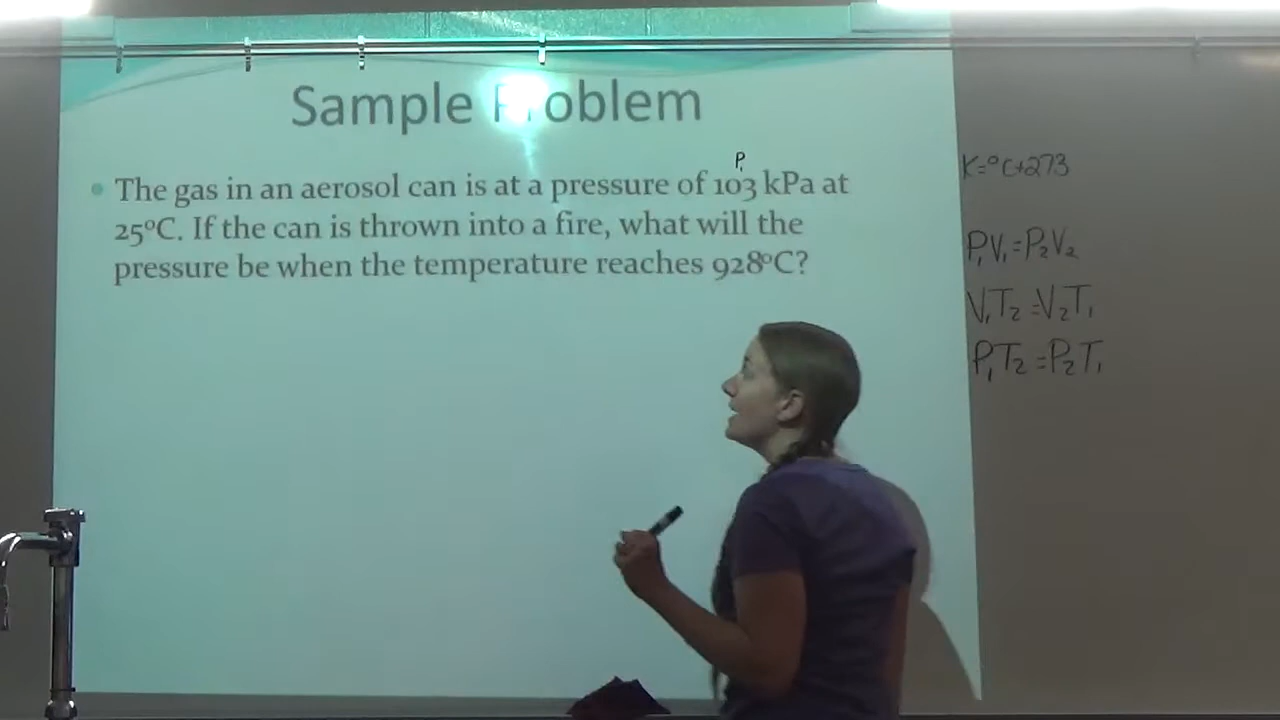 Sample Problem
P₁
The gas in an aerosol can is at a pressure of 103 kPa at
25°C. If the can is thrown into a fire, what will the
pressure be when the temperature reaches 928°C?
K=°C+273
P₁V₁=P₂V₂
V₁T₂=V₂T₁
P₁T₂=P₂T₁